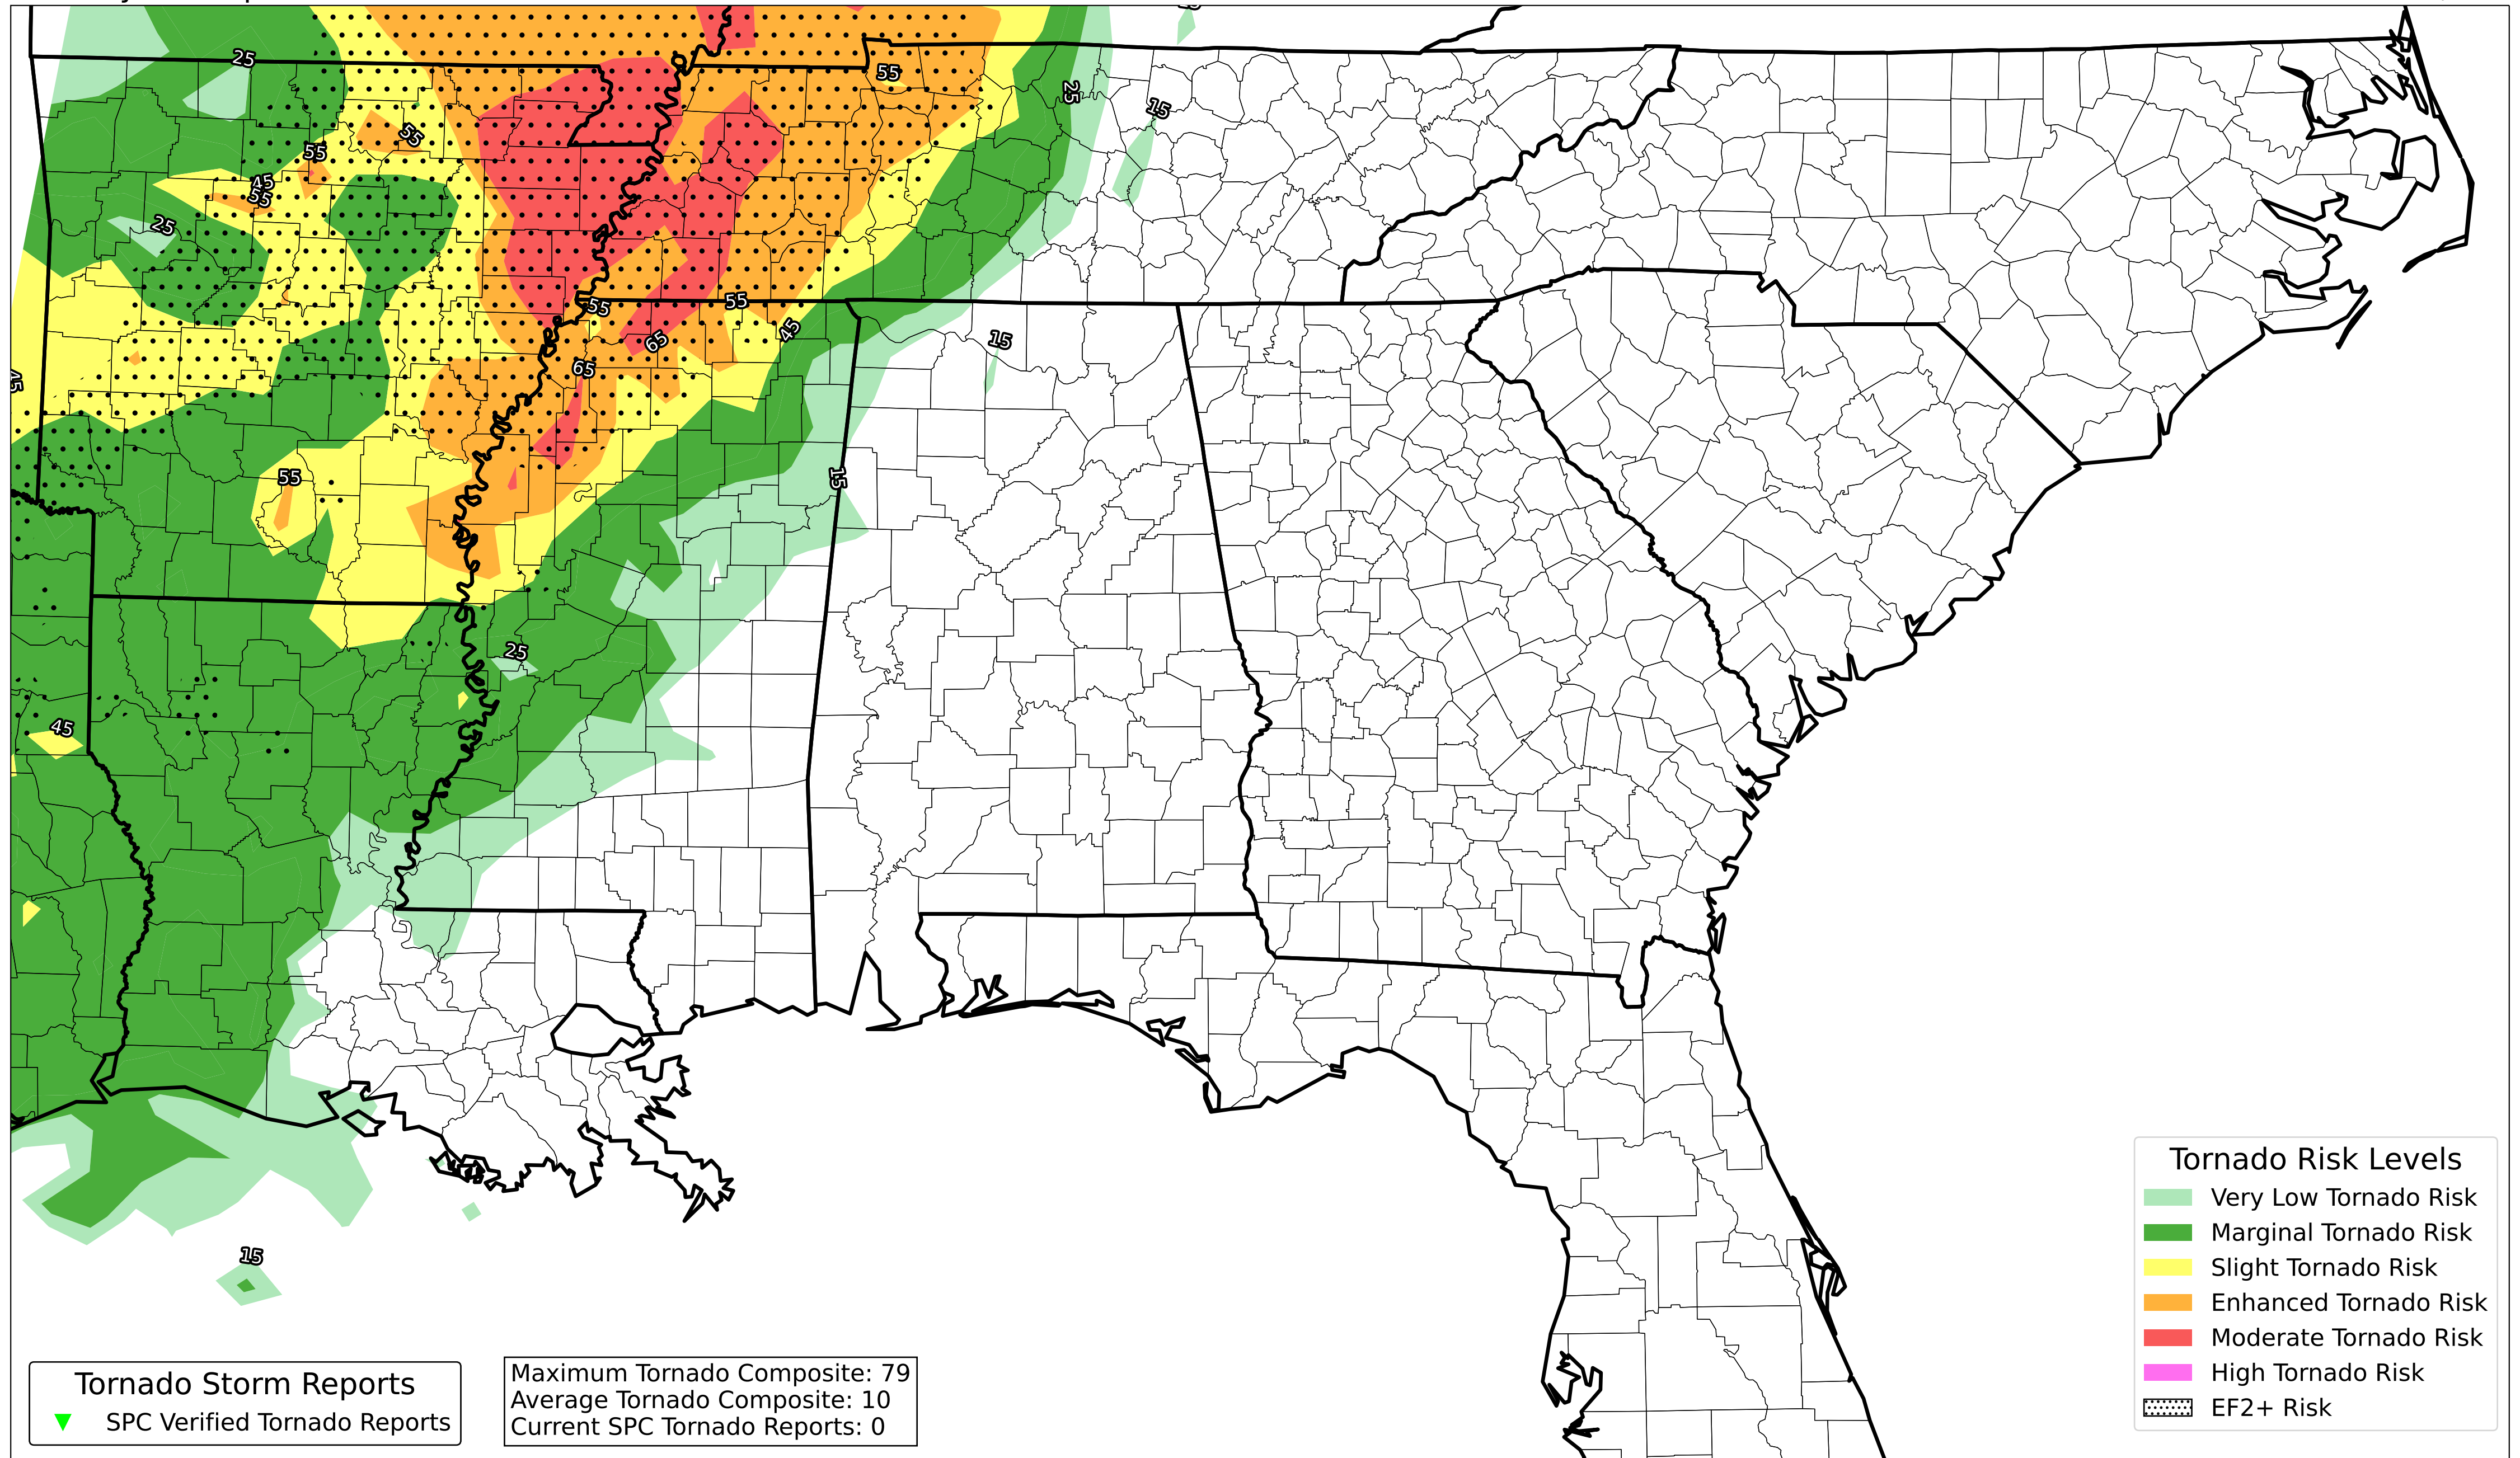 25
55
25
15
55
55
45
55
25
55
55
45
65
15
45
65
55
15
25
45
15
Tornado Risk Levels
Very Low Tornado Risk
Marginal Tornado Risk
Slight Tornado Risk
Enhanced Tornado Risk
Moderate Tornado Risk
High Tornado Risk
EF2+ Risk
Tornado Storm Reports
SPC Verified Tornado Reports
Maximum Tornado Composite: 79
Average Tornado Composite: 10
Current SPC Tornado Reports: 0